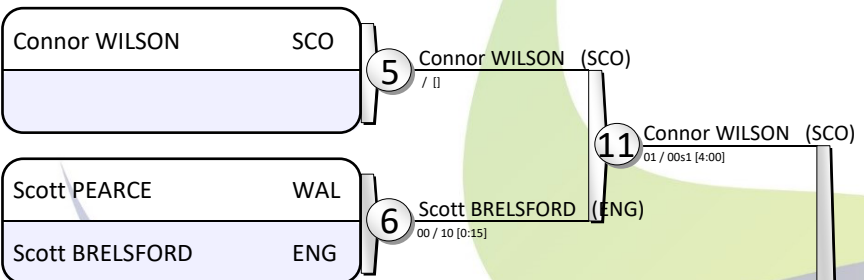 Connor WILSON SCO
5
Connor WILSON (SCO)
/ []
11
Connor WILSON (SCO)
01 / 00s1 [4:00]
Scott PEARCE WAL
6
Scott BRELSFORD (ENG)
00 / 10 [0:15]
Scott BRELSFORD ENG